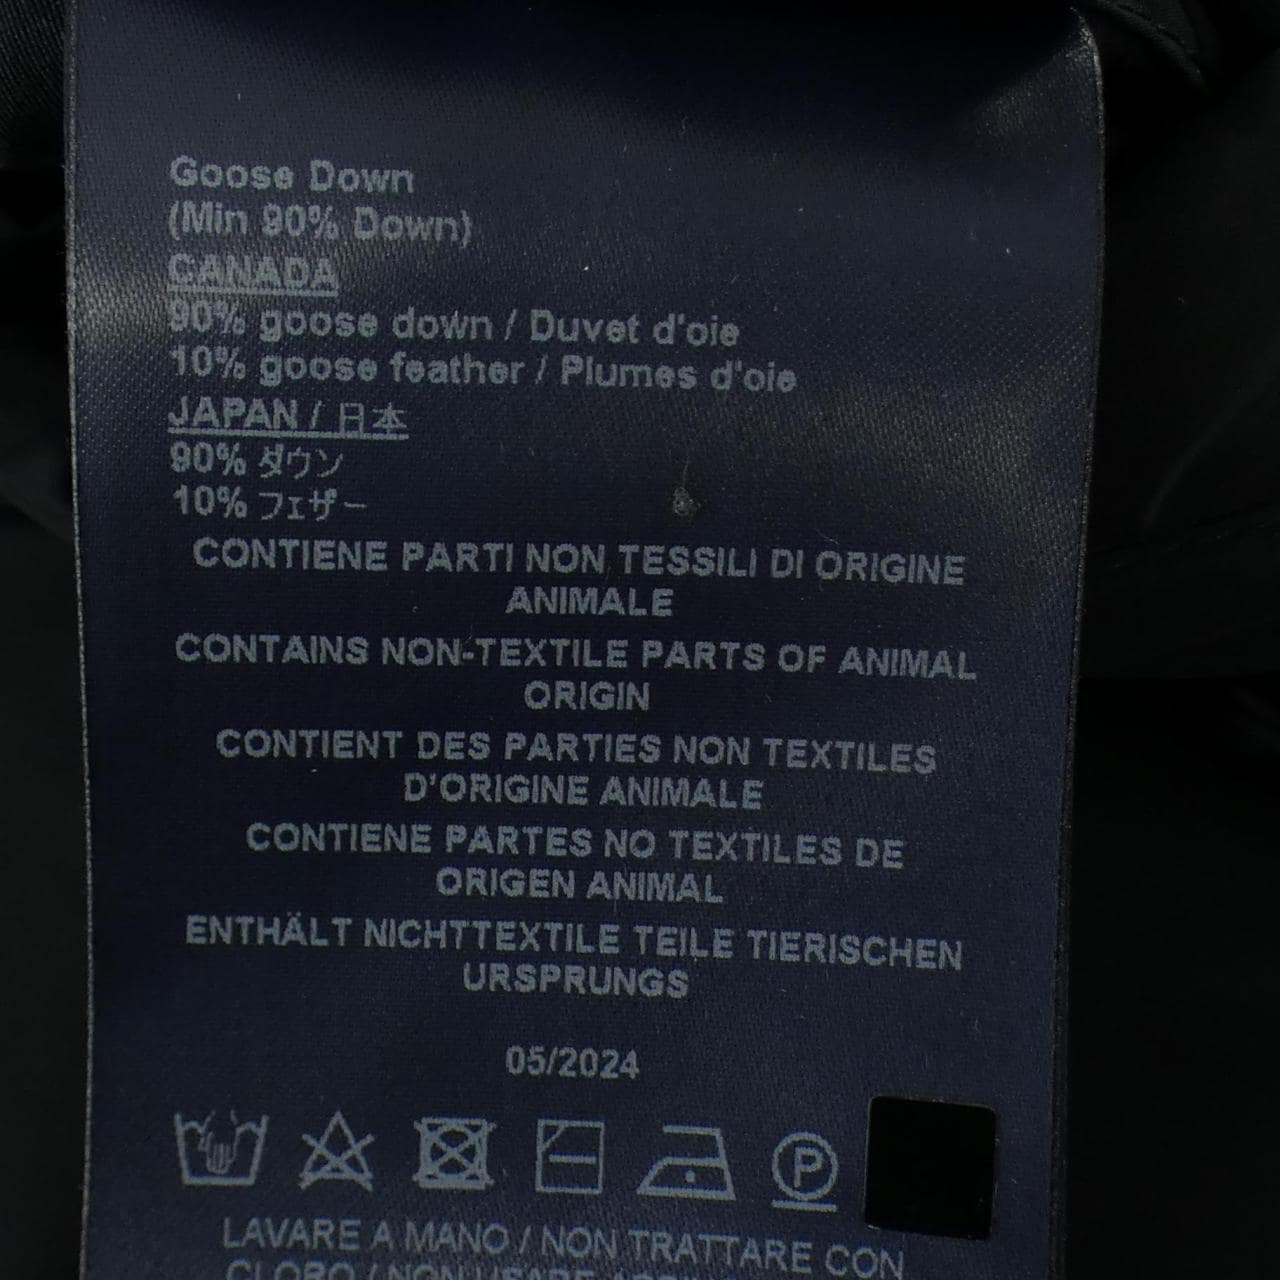 Goose Down
(Min 90% Down)
CANADA
90% goose down / Duvet d'oie
10% goose feather / Plumes d'oie
JAPAN / 日本
90% ダウン
10% フェザー
CONTIENE PARTI NON TESSILI DI ORIGINE
ANIMALE
CONTAINS NON-TEXTILE PARTS OF ANIMAL
ORIGIN
CONTIENT DES PARTIES NON TEXTILES
D'ORIGINE ANIMALE
CONTIENE PARTES NO TEXTILES DE
ORIGEN ANIMAL
ENTHÄLT NICHTTEXTILE TEILE TIERISCHEN
URSPRUNGS
05/2024
P
LAVARE A MANO / NON TRATTARE CON
CLORO / NON USARE